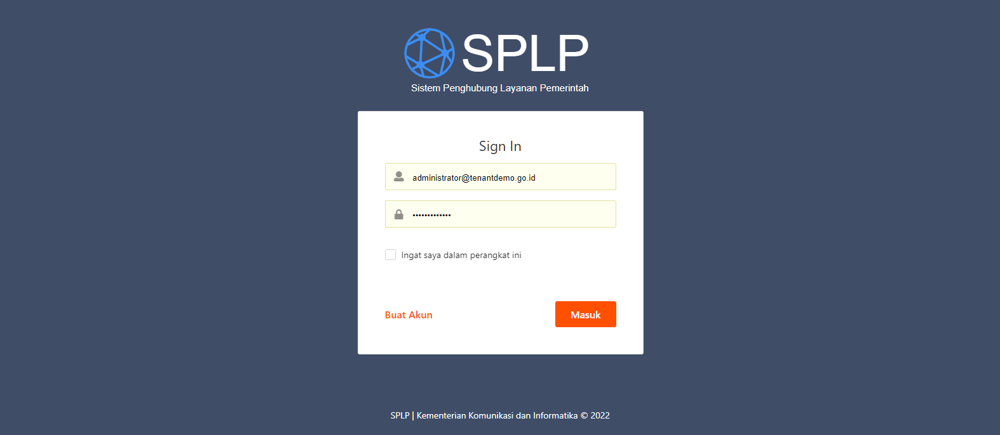 SPLP
Sistem Penghubung Layanan Pemerintah
Sign In
administrator@tenantdemo.go.id
•••••••••••••
Ingat saya dalam perangkat ini
Buat Akun
Masuk
SPLP | Kementerian Komunikasi dan Informatika © 2022